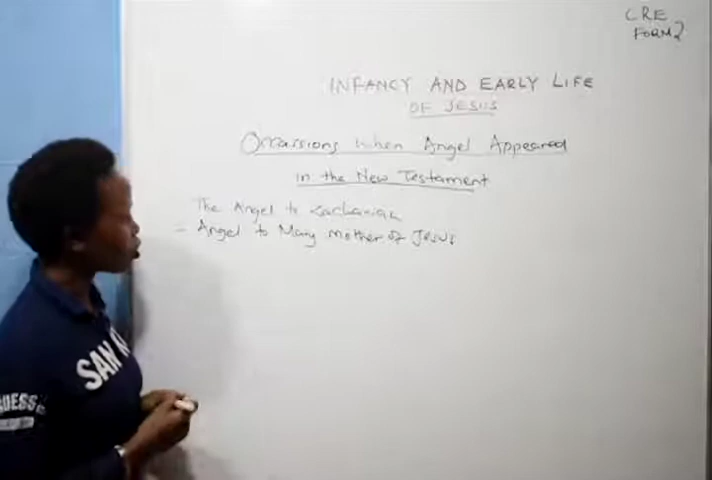 CRE
FORM 2
INFANCY AND EARLY LIFE
OF JESUS
Occassions When Angel Appeared
in the New Testament
The Angel to Zachariah
- Angel to Mary mother of Jesus
SAN
GUESS